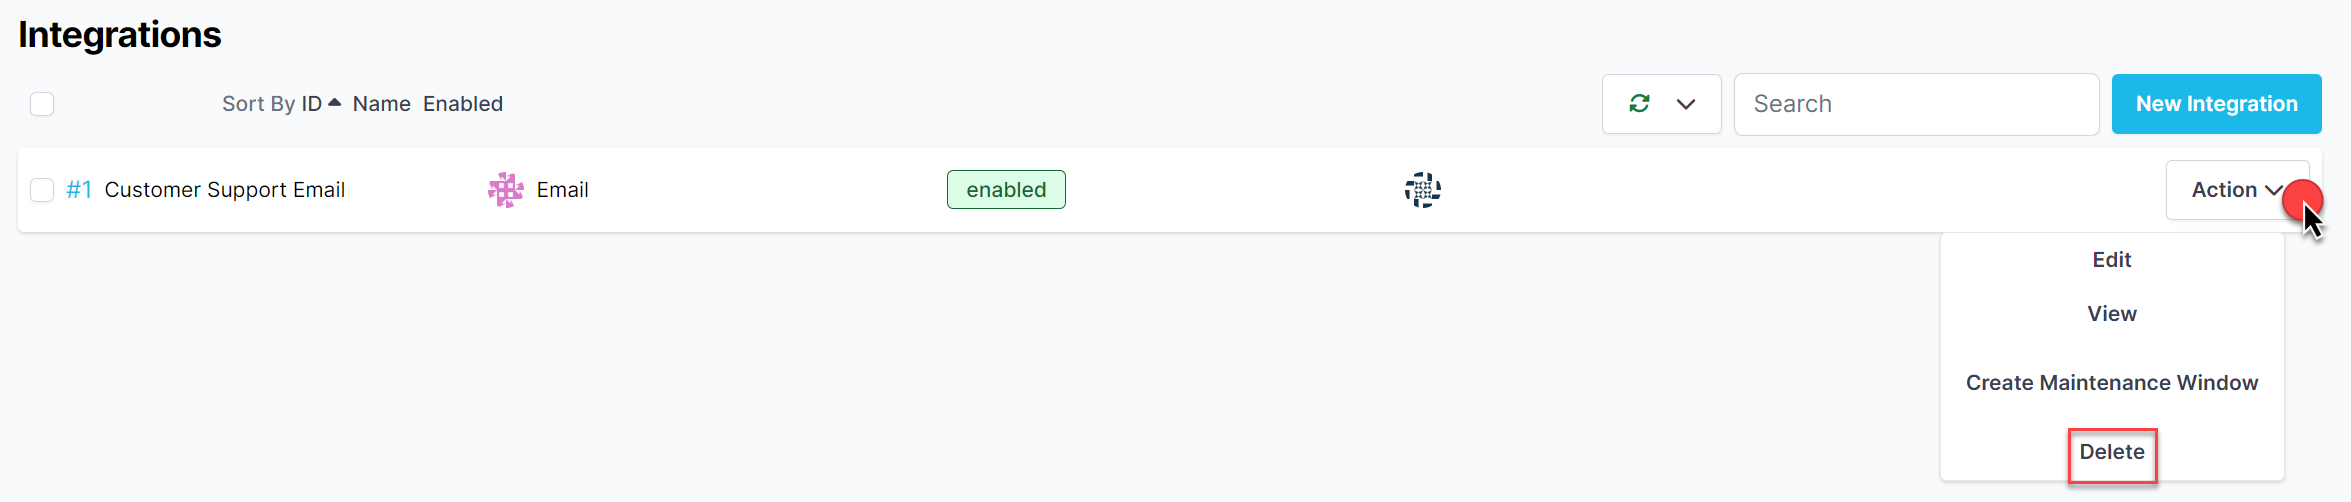 Integrations
Sort By ID Name Enabled
Search
New Integration
#1 Customer Support Email
Email
enabled
Action
Edit
View
Create Maintenance Window
Delete